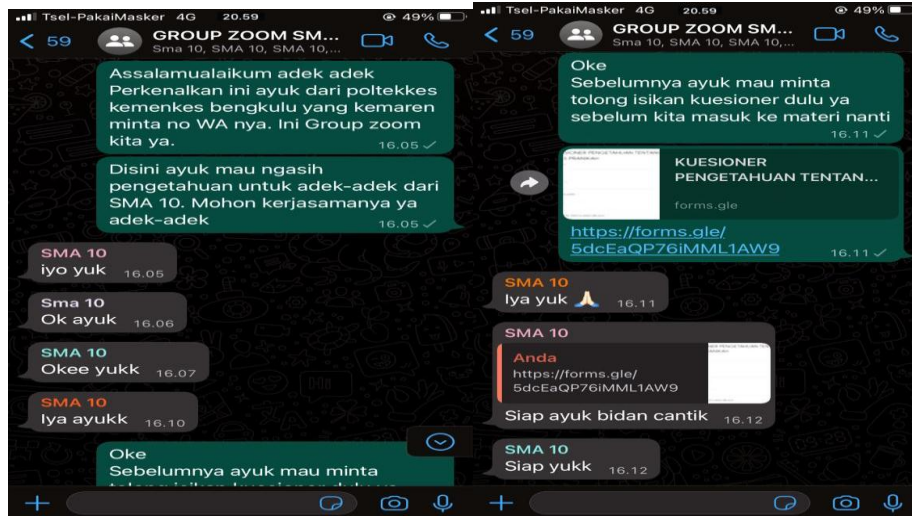 Tsel-PakaiMasker 4G 20.59 49%
59
GROUP ZOOM SM...
Sma 10, SMA 10, SMA 10,...
Assalamualaikum adek adek
Perkenalkan ini ayuk dari poltekkes
kemenkes bengkulu yang kemaren
minta no WA nya. Ini Group zoom
kita ya.
16.05
Disini ayuk mau ngasih
pengetahuan untuk adek-adek dari
SMA 10. Mohon kerjasamanya ya
adek-adek
16.05
SMA 10
iyo yuk 16.05
Sma 10
Ok ayuk 16.06
SMA 10
Okee yukk 16.07
SMA 10
Iya ayukk 16.10
Oke
Sebelumnya ayuk mau minta
Tsel-PakaiMasker 4G 20.59 49%
59
GROUP ZOOM SM...
Sma 10, SMA 10, SMA 10,...
Oke
Sebelumnya ayuk mau minta
tolong isikan kuesioner dulu ya
sebelum kita masuk ke materi nanti
16.11
KUESIONER
PENGETAHUAN TENTAN...
forms.gle
https://forms.gle/
5dcEaQP76iMML1AW9
16.11
SMA 10
Iya yuk 🙏🏻 16.11
SMA 10
Anda
https://forms.gle/
5dcEaQP76iMML1AW9
Siap ayuk bidan cantik 16.12
SMA 10
Siap yukk 16.12